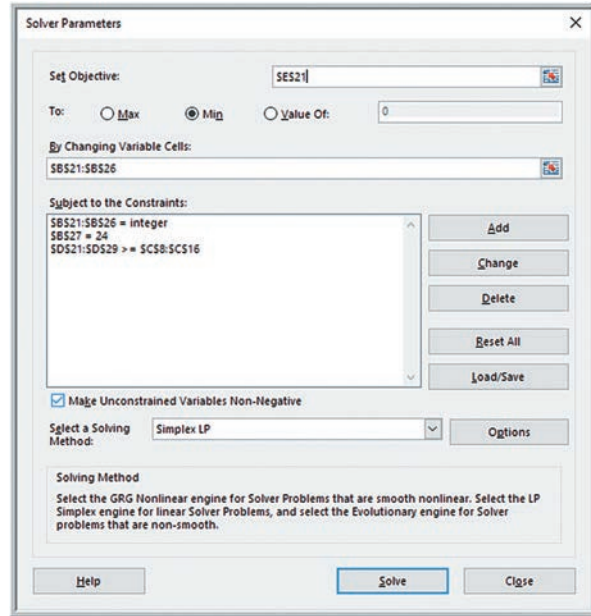 Solver Parameters
Set Objective:
$E$21
To:
Max
Min
Value Of:
0
By Changing Variable Cells:
$B$21:$B$26
Subject to the Constraints:
$B$21:$B$26 = integer
$B$27 = 24
$D$21:$D$29 >= $C$8:$C$16
Add
Change
Delete
Reset All
Load/Save
Make Unconstrained Variables Non-Negative
Select a Solving
Method:
Simplex LP
Options
Solving Method
Select the GRG Nonlinear engine for Solver Problems that are smooth nonlinear. Select the LP
Simplex engine for linear Solver Problems, and select the Evolutionary engine for Solver
problems that are non-smooth.
Help
Solve
Close